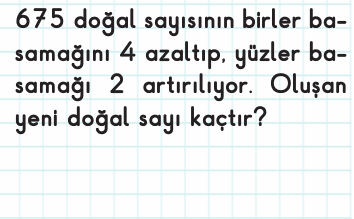 675 doğal sayısının birler ba-
samağını 4 azaltıp, yüzler ba-
samağı 2 artırılıyor. Oluşan
yeni doğal sayı kaçtır?